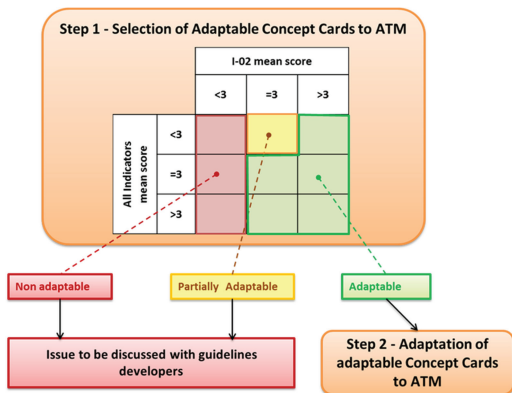 Step 1 - Selection of Adaptable Concept Cards to ATM
I-02 mean score
<3 =3 >3
All Indicators
mean score
<3
=3
>3
Non adaptable
Partially Adaptable
Adaptable
Issue to be discussed with guidelines
developers
Step 2 - Adaptation of
adaptable Concept Cards
to ATM